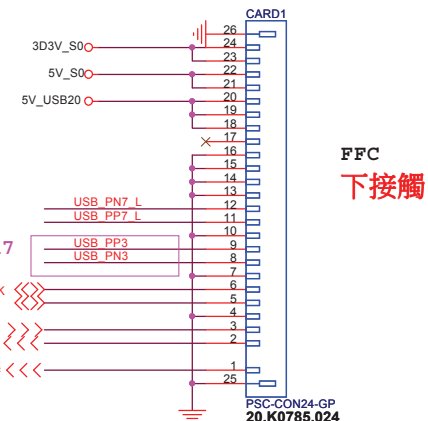 CARD1
26
3D3V_S0 24
23
5V_S0 22
21
5V_USB20 20
19
18
17
16
15
FFC
14
下接觸
13
USB_PN7_L 12
USB_PP7_L 11
10
7 USB_PP3 9
USB_PN3 8
7
6
5
4
3
2
1
25
PSC-CON24-GP
20.K0785.024